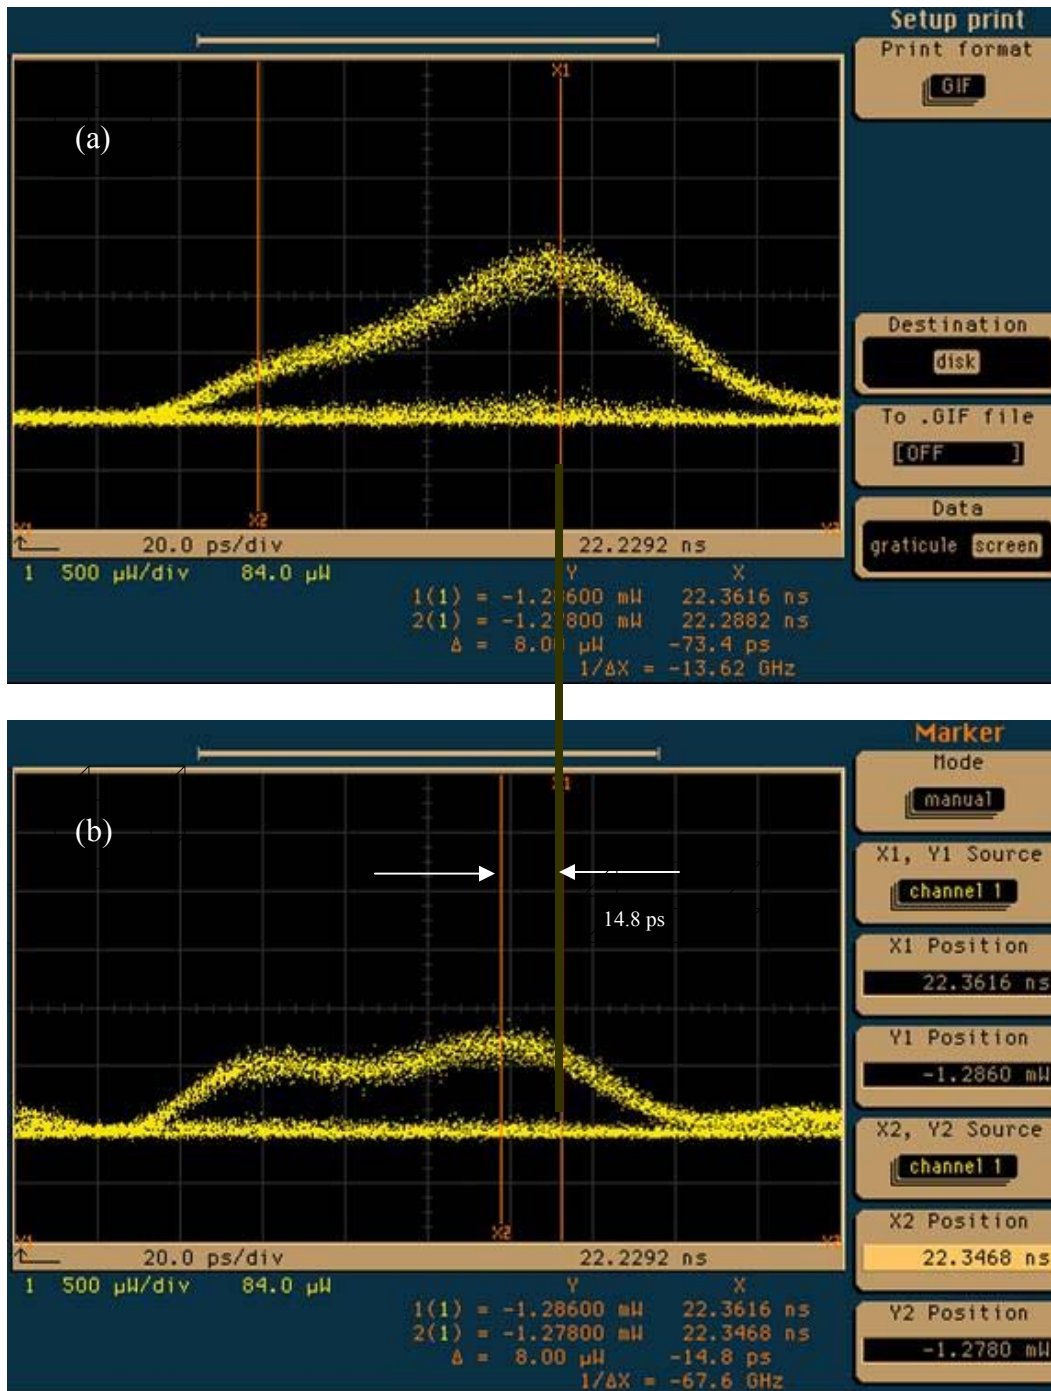 Setup print
Print format
GIF
X1
(a)
Destination
disk
To .GIF file
[OFF ]
Data
graticule screen
X1 X2
20.0 ps/div 22.2292 ns
1 500 µW/div 84.0 µW
Y X
1(1) = -1.28600 mW 22.3616 ns
2(1) = -1.27800 mW 22.2882 ns
Δ = 8.00 µW -73.4 ps
1/ΔX = -13.62 GHz
Marker
Mode
manual
X1
(b)
X1, Y1 Source
channel 1
14.8 ps
X1 Position
22.3616 ns
Y1 Position
-1.2860 mW
X2, Y2 Source
channel 1
X2 Position
22.3468 ns
Y2 Position
-1.2780 mW
X1 X2
20.0 ps/div 22.2292 ns
1 500 µW/div 84.0 µW
Y X
1(1) = -1.28600 mW 22.3616 ns
2(1) = -1.27800 mW 22.3468 ns
Δ = 8.00 µW -14.8 ps
1/ΔX = -67.6 GHz